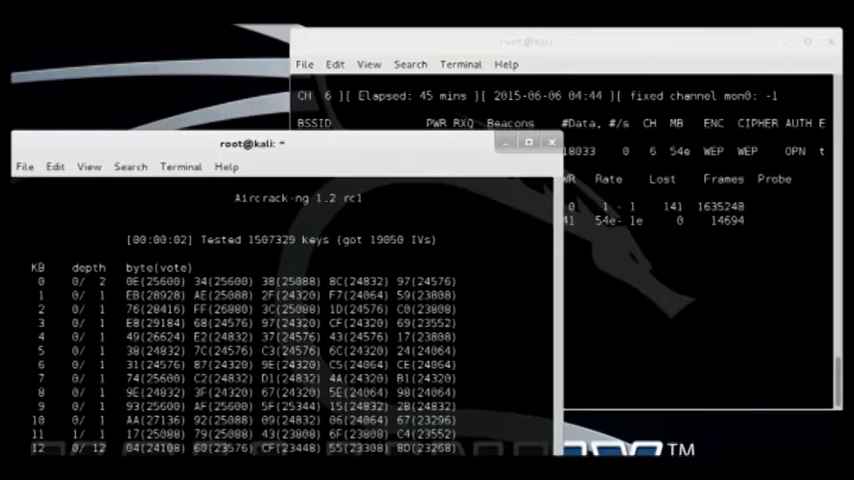 root@kali
File Edit View Search Terminal Help
CH 6 ][ Elapsed: 45 mins ][ 2015-06-06 04:44 ][ fixed channel mon0: -1
BSSID PWR RXQ Beacons #Data, #/s CH MB ENC CIPHER AUTH E
18033 0 6 54e WEP WEP OPN t
WR Rate Lost Frames Probe
0 1 - 1 141 1635248
41 54e- 1e 0 14694
root@kali: ~
File Edit View Search Terminal Help
Aircrack-ng 1.2 rc1
[00:00:02] Tested 1507329 keys (got 19050 IVs)
KB depth byte(vote)
0 0/ 2 0E(25600) 34(25600) 38(25088) 8C(24832) 97(24576)
1 0/ 1 EB(28928) AE(25088) 2F(24320) F7(24064) 59(23808)
2 0/ 1 76(28416) FF(26880) 3C(25088) 1D(24576) C0(23808)
3 0/ 1 E8(29184) 68(24576) 97(24320) CF(24320) 69(23552)
4 0/ 1 49(26624) E2(24832) 37(24576) 43(24576) 17(23808)
5 0/ 1 38(24832) 7C(24576) C3(24576) 6C(24320) 24(24064)
6 0/ 1 31(24576) 87(24320) 9E(24320) C5(24064) CE(24064)
7 0/ 1 74(25600) C2(24832) D1(24832) 4A(24320) B1(24320)
8 0/ 1 9E(24832) 3F(24320) 67(24320) 5E(24064) 98(24064)
9 0/ 1 93(25600) AF(25600) 5F(25344) 15(24832) 2B(24832)
10 0/ 1 AA(27136) 92(25088) 09(24832) 06(24064) 67(23296)
11 1/ 1 17(25088) 79(25088) 43(23808) 6F(23808) C4(23552)
12 0/ 12 04(24108) 60(23576) CF(23448) 55(23308) 8D(23268)
TM